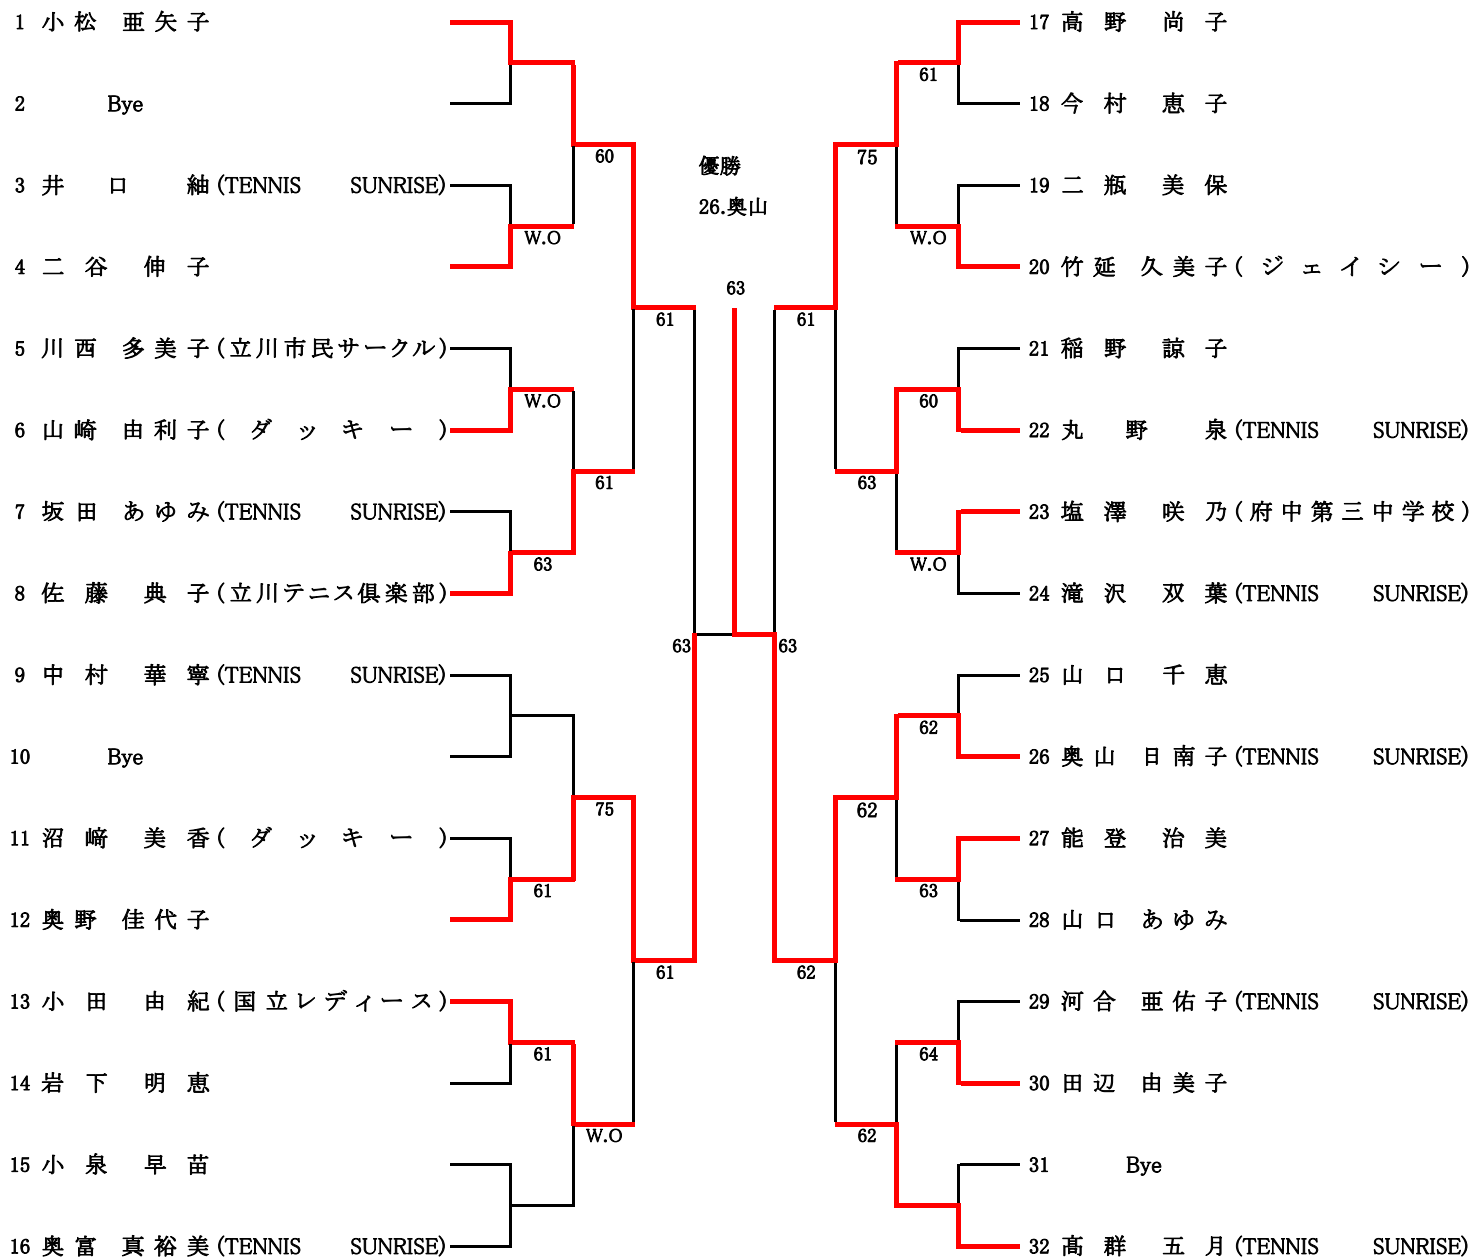 1 小松 亜矢子
2 Bye
3 井口 紬 (TENNIS SUNRISE)
4 二谷 伸子
5 川西 多美子 (立川市民サークル)
6 山崎 由利子 (ダッキー)
7 坂田 あゆみ (TENNIS SUNRISE)
8 佐藤 典子 (立川テニス倶楽部)
9 中村 華寧 (TENNIS SUNRISE)
10 Bye
11 沼﨑 美香 (ダッキー)
12 奥野 佳代子
13 小田 由紀 (国立レディース)
14 岩下 明恵
15 小泉 早苗
16 奥富 真裕美 (TENNIS SUNRISE)
W.O
W.O
63
61
61
60
61
75
W.O
61
61
63
優勝
26.奥山
63
63
61
62
75
63
62
62
61
W.O
60
W.O
62
63
64
17 髙野 尚子
18 今村 恵子
19 二瓶 美保
20 竹延 久美子 (ジェイシー)
21 稲野 諒子
22 丸野 泉 (TENNIS SUNRISE)
23 塩澤 咲乃 (府中第三中学校)
24 滝沢 双葉 (TENNIS SUNRISE)
25 山口 千恵
26 奥山 日南子 (TENNIS SUNRISE)
27 能登 治美
28 山口 あゆみ
29 河合 亜佑子 (TENNIS SUNRISE)
30 田辺 由美子
31 Bye
32 髙群 五月 (TENNIS SUNRISE)